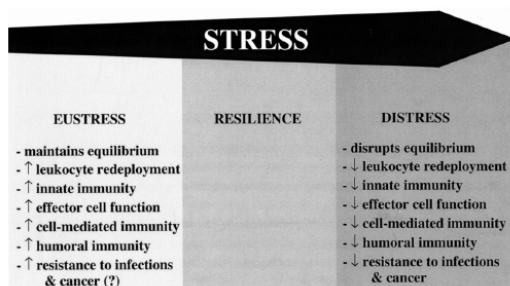 STRESS
EUSTRESS
- maintains equilibrium
- ↑ leukocyte redeployment
- ↑ innate immunity
- ↑ effector cell function
- ↑ cell-mediated immunity
- ↑ humoral immunity
- ↑ resistance to infections
& cancer (?)
RESILIENCE
DISTRESS
- disrupts equilibrium
- ↓ leukocyte redeployment
- ↓ innate immunity
- ↓ effector cell function
- ↓ cell-mediated immunity
- ↓ humoral immunity
- ↓ resistance to infections
& cancer